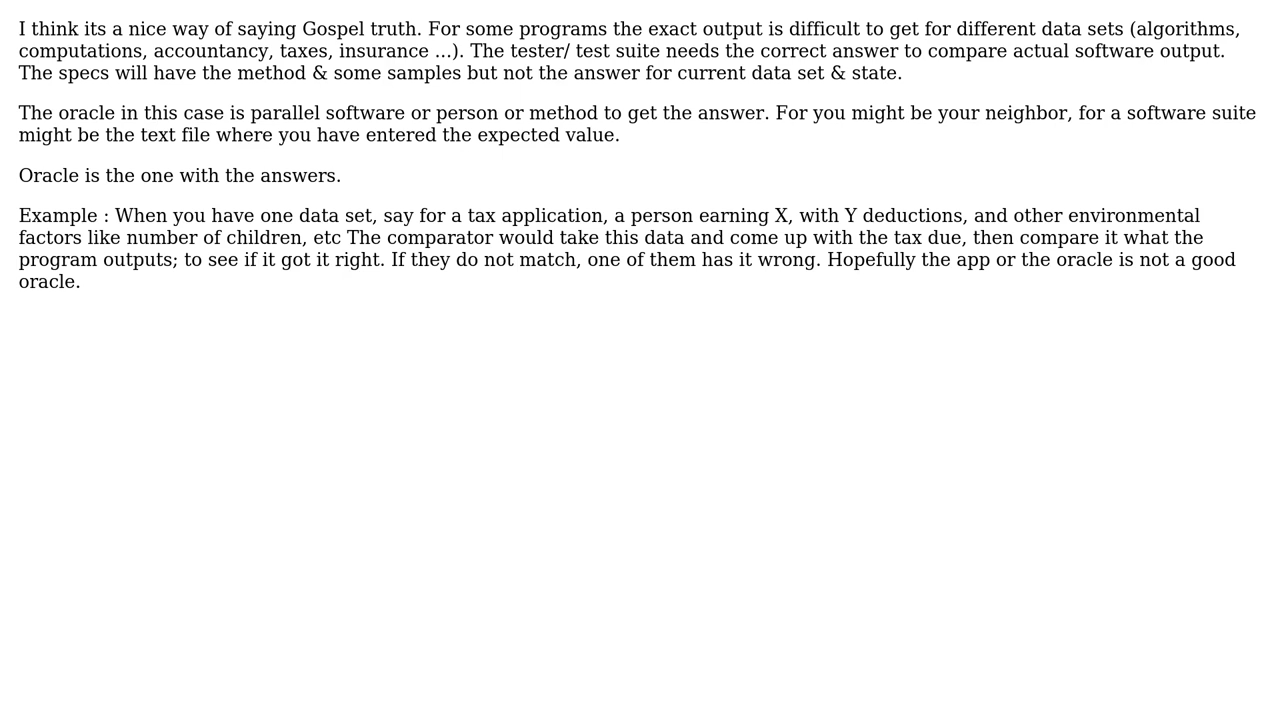 I think its a nice way of saying Gospel truth. For some programs the exact output is difficult to get for different data sets (algorithms,
computations, accountancy, taxes, insurance ...). The tester/ test suite needs the correct answer to compare actual software output.
The specs will have the method & some samples but not the answer for current data set & state.
The oracle in this case is parallel software or person or method to get the answer. For you might be your neighbor, for a software suite
might be the text file where you have entered the expected value.
Oracle is the one with the answers.
Example : When you have one data set, say for a tax application, a person earning X, with Y deductions, and other environmental
factors like number of children, etc The comparator would take this data and come up with the tax due, then compare it what the
program outputs; to see if it got it right. If they do not match, one of them has it wrong. Hopefully the app or the oracle is not a good
oracle.